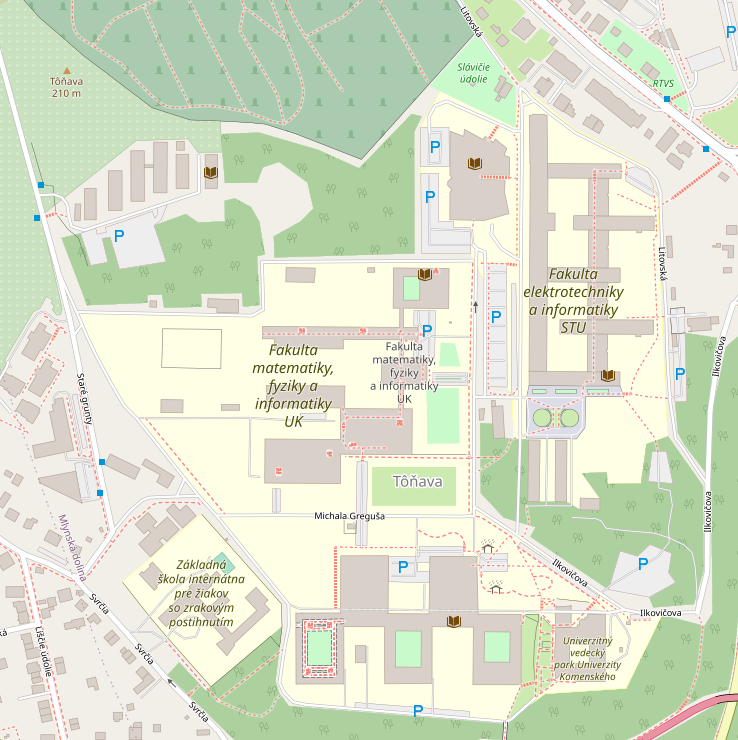 Litovská
P
Slávičie
údolie
RTVS
Tôňava
210 m
P
P
P
Litovská
Fakulta
elektrotechniky
a informatiky
STU
P
P
Fakulta
matematiky,
fyziky a
informatiky
UK
Fakulta
matematiky,
fyziky
a informatiky
UK
Ilkovičova
P
Staré grunty
Tôňava
Michala Greguša
Ilkovičova
Mlynská dolina
Základná
škola internátna
pre žiakov
so zrakovým
postihnutím
P
Ilkovičova
P
Svrčia
Ilkovičova
Líščie údolie
Svrčia
Univerzitný
vedecký
park Univerzity
Komenského
Svrčia
P